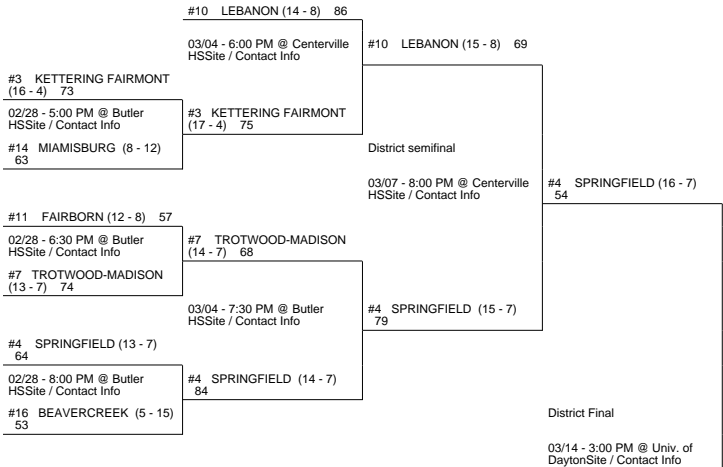 #10 LEBANON (14 - 8) 86
03/04 - 6:00 PM @ Centerville
HSSite / Contact Info
#10 LEBANON (15 - 8) 69
#3 KETTERING FAIRMONT
(16 - 4) 73
02/28 - 5:00 PM @ Butler
HSSite / Contact Info
#3 KETTERING FAIRMONT
(17 - 4) 75
#14 MIAMISBURG (8 - 12)
63
District semifinal
03/07 - 8:00 PM @ Centerville
HSSite / Contact Info
#4 SPRINGFIELD (16 - 7)
54
#11 FAIRBORN (12 - 8) 57
02/28 - 6:30 PM @ Butler
HSSite / Contact Info
#7 TROTWOOD-MADISON
(14 - 7) 68
#7 TROTWOOD-MADISON
(13 - 7) 74
03/04 - 7:30 PM @ Butler
HSSite / Contact Info
#4 SPRINGFIELD (15 - 7)
79
#4 SPRINGFIELD (13 - 7)
64
02/28 - 8:00 PM @ Butler
HSSite / Contact Info
#4 SPRINGFIELD (14 - 7)
84
#16 BEAVERCREEK (5 - 15)
53
District Final
03/14 - 3:00 PM @ Univ. of
DaytonSite / Contact Info